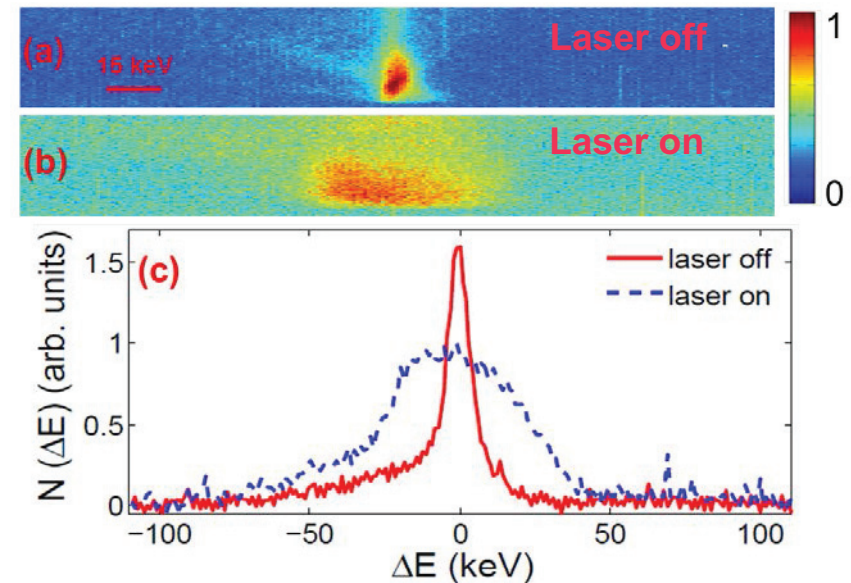 (a)
15 keV
Laser off
1
0
(b)
Laser on
(c)
laser off
laser on
N (ΔE) (arb. units)
1.5
1
0.5
0
−100
−50
0
50
100
ΔE (keV)